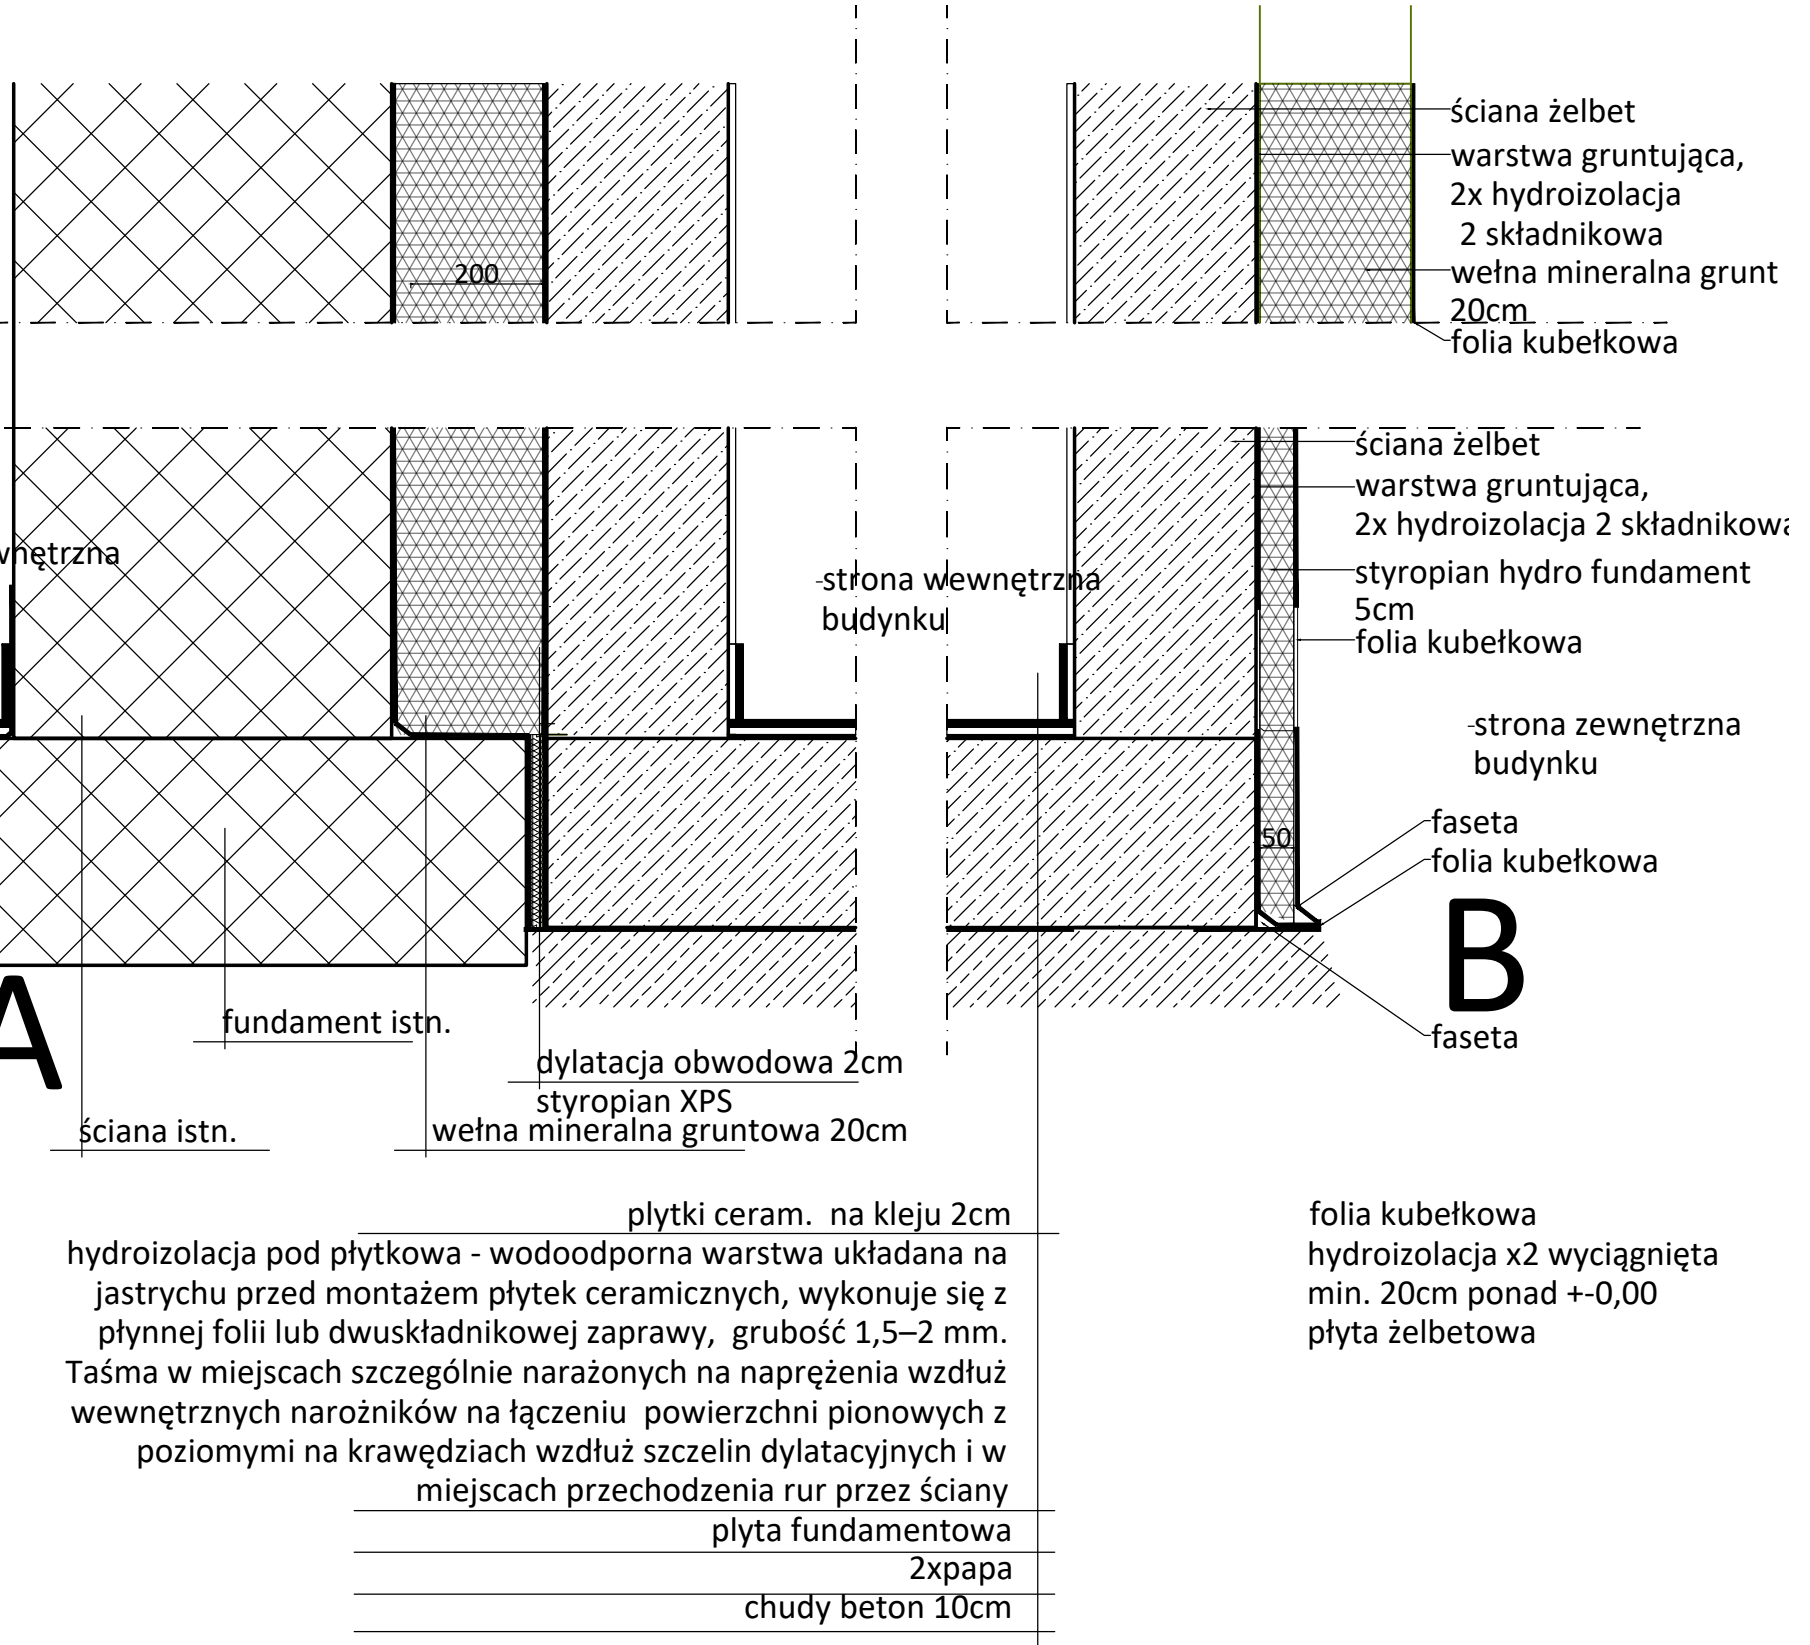 ściana żelbet
warstwa gruntująca,
2x hydroizolacja
2 składnikowa
200
wełna mineralna grunt
20cm
folia kubełkowa
ściana żelbet
warstwa gruntująca,
2x hydroizolacja 2 składnikowa
wnętrzna
-strona wewnętrzna
budynku
styropian hydro fundament
5cm
folia kubełkowa
-strona zewnętrzna
budynku
50
faseta
folia kubełkowa
B
A
faseta
fundament istn.
dylatacja obwodowa 2cm
styropian XPS
ściana istn.
wełna mineralna gruntowa 20cm
plytki ceram.  na kleju 2cm
hydroizolacja pod płytkowa - wodoodporna warstwa układana na
jastrychu przed montażem płytek ceramicznych, wykonuje się z
płynnej folii lub dwuskładnikowej zaprawy,  grubość 1,5–2 mm.
Taśma w miejscach szczególnie narażonych na naprężenia wzdłuż
wewnętrznych narożników na łączeniu  powierzchni pionowych z
poziomymi na krawędziach wzdłuż szczelin dylatacyjnych i w
miejscach przechodzenia rur przez ściany
plyta fundamentowa
2xpapa
chudy beton 10cm
folia kubełkowa
hydroizolacja x2 wyciągnięta
min. 20cm ponad +-0,00
płyta żelbetowa